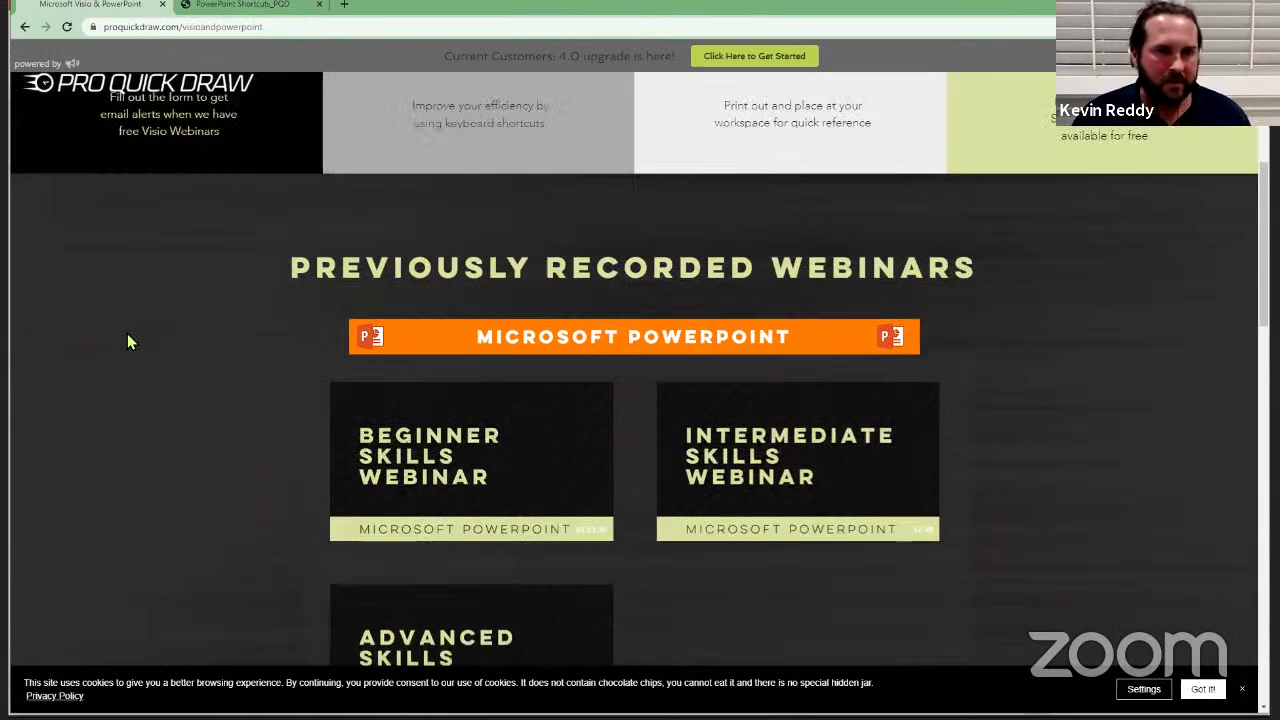 Microsoft Visio & PowerPoint
PowerPoint Shortcuts_PQD
proquickdraw.com/visioandpowerpoint
Current Customers: 4.0 upgrade is here!
Click Here to Get Started
powered by
PRO QUICK DRAW
Fill out the form to get
email alerts when we have
free Visio Webinars
Improve your efficiency by
using keyboard shortcuts
Print out and place at your
workspace for quick reference
available for free
Kevin Reddy
PREVIOUSLY RECORDED WEBINARS
MICROSOFT POWERPOINT
BEGINNER
SKILLS
WEBINAR
MICROSOFT POWERPOINT
INTERMEDIATE
SKILLS
WEBINAR
MICROSOFT POWERPOINT
ADVANCED
SKILLS
zoom
This site uses cookies to give you a better browsing experience. By continuing, you provide consent to our use of cookies. It does not contain chocolate chips, you cannot eat it and there is no special hidden jar.
Privacy Policy
Settings
Got it!